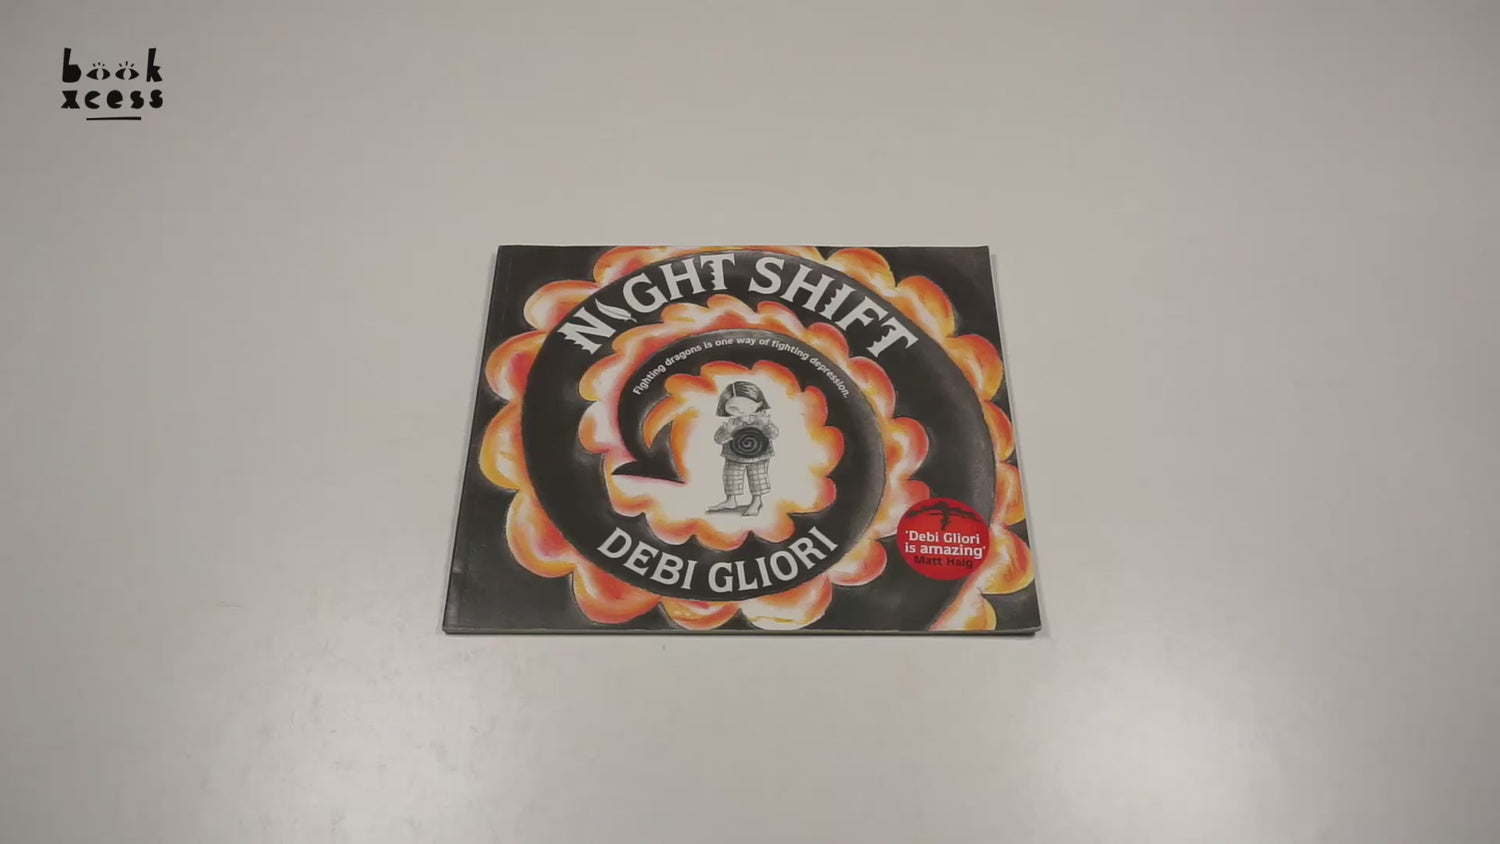 book
xcess
NIGHT SHIFT
Fighting dragons is one way of fighting depression.
DEBI GLIORI
'Debi Gliori
is amazing'
Matt Haig